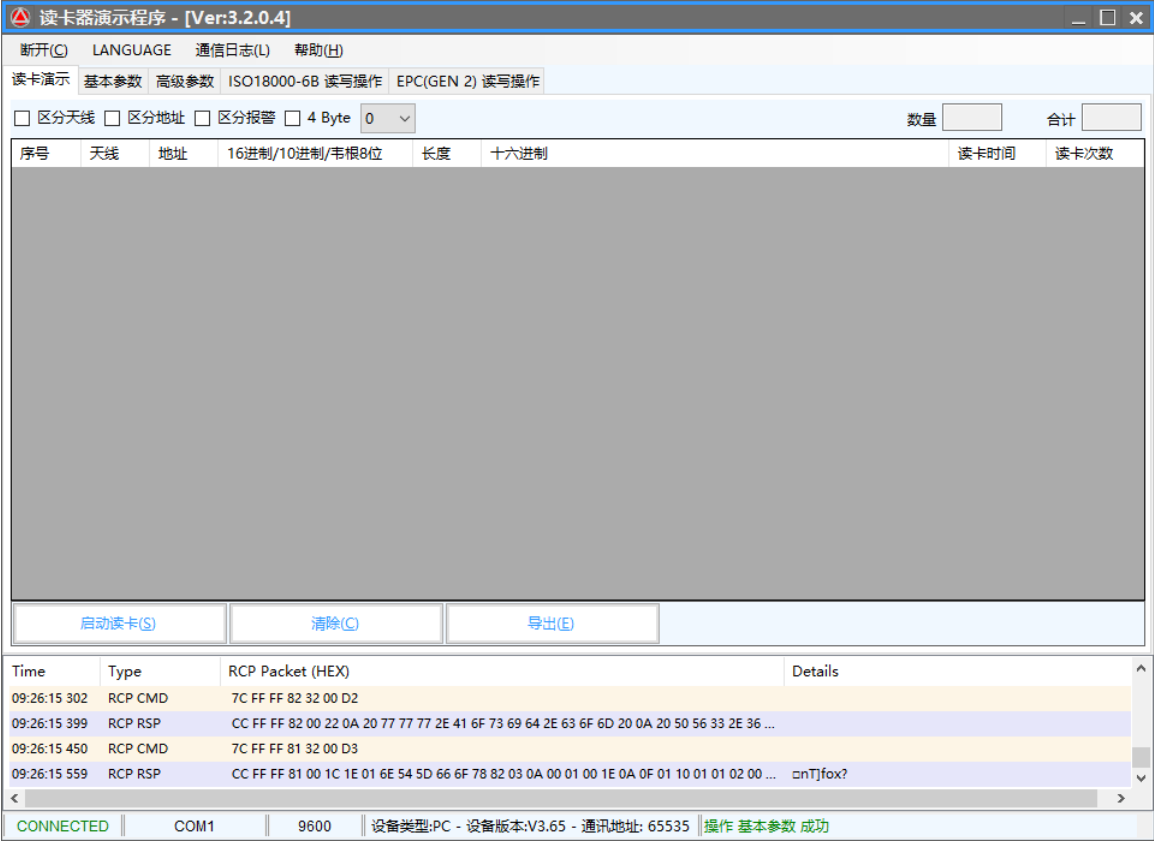 读卡器演示程序 - [Ver:3.2.0.4]
断开(C) LANGUAGE 通信日志(L) 帮助(H)
读卡演示 基本参数 高级参数 ISO18000-6B 读写操作 EPC(GEN 2) 读写操作
区分天线 区分地址 区分报警 4 Byte 0 数量 合计
序号 天线 地址 16进制/10进制/韦根8位 长度 十六进制 读卡时间 读卡次数
启动读卡(S) 清除(C) 导出(E)
Time Type RCP Packet (HEX) Details
09:26:15 302 RCP CMD 7C FF FF 82 32 00 D2
09:26:15 399 RCP RSP CC FF FF 82 00 22 0A 20 77 77 77 2E 41 6F 73 69 64 2E 63 6F 6D 20 0A 20 50 56 33 2E 36 ...
09:26:15 450 RCP CMD 7C FF FF 81 32 00 D3
09:26:15 559 RCP RSP CC FF FF 81 00 1C 1E 01 6E 54 5D 66 6F 78 82 03 0A 00 01 00 1E 0A 0F 01 10 01 01 02 00 ... □nT]fox?
CONNECTED COM1 9600 设备类型:PC - 设备版本:V3.65 - 通讯地址: 65535 操作 基本参数 成功